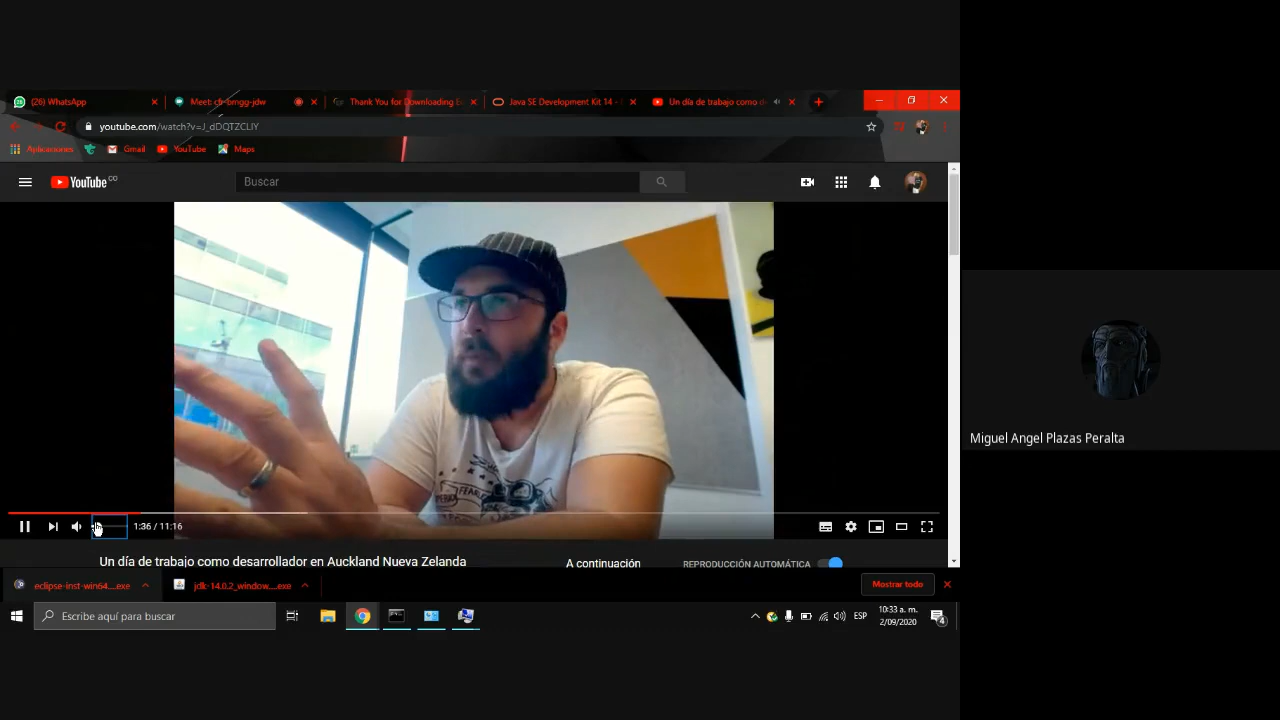 (26) WhatsApp
Meet: cfr-bmgg-jdw
Thank You for Downloading E
Java SE Development Kit 14 -
Un día de trabajo como d
youtube.com/watch?v=J_dDQTZCLIY
Aplicaciones
Gmail
YouTube
Maps
YouTube CO
Buscar
FEARLE
Miguel Angel Plazas Peralta
1:36 / 11:16
Un día de trabajo como desarrollador en Auckland Nueva Zelanda
A continuación
REPRODUCCIÓN AUTOMÁTICA
eclipse-inst-win64....exe
jdk-14.0.2_window....exe
Mostrar todo
Escribe aquí para buscar
ESP
10:33 a. m.
2/09/2020
4